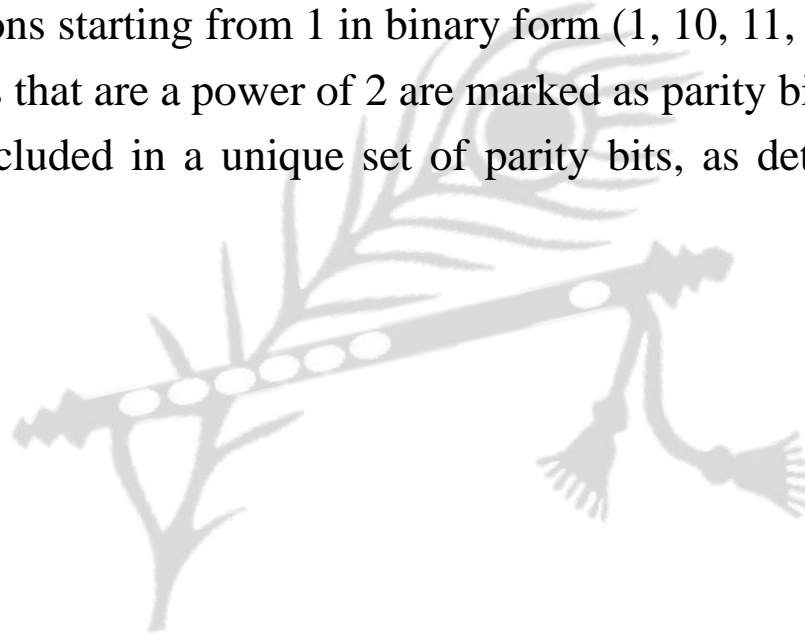 ons starting from 1 in binary form (1, 10, 11,
that are a power of 2 are marked as parity bi
cluded in a unique set of parity bits, as det